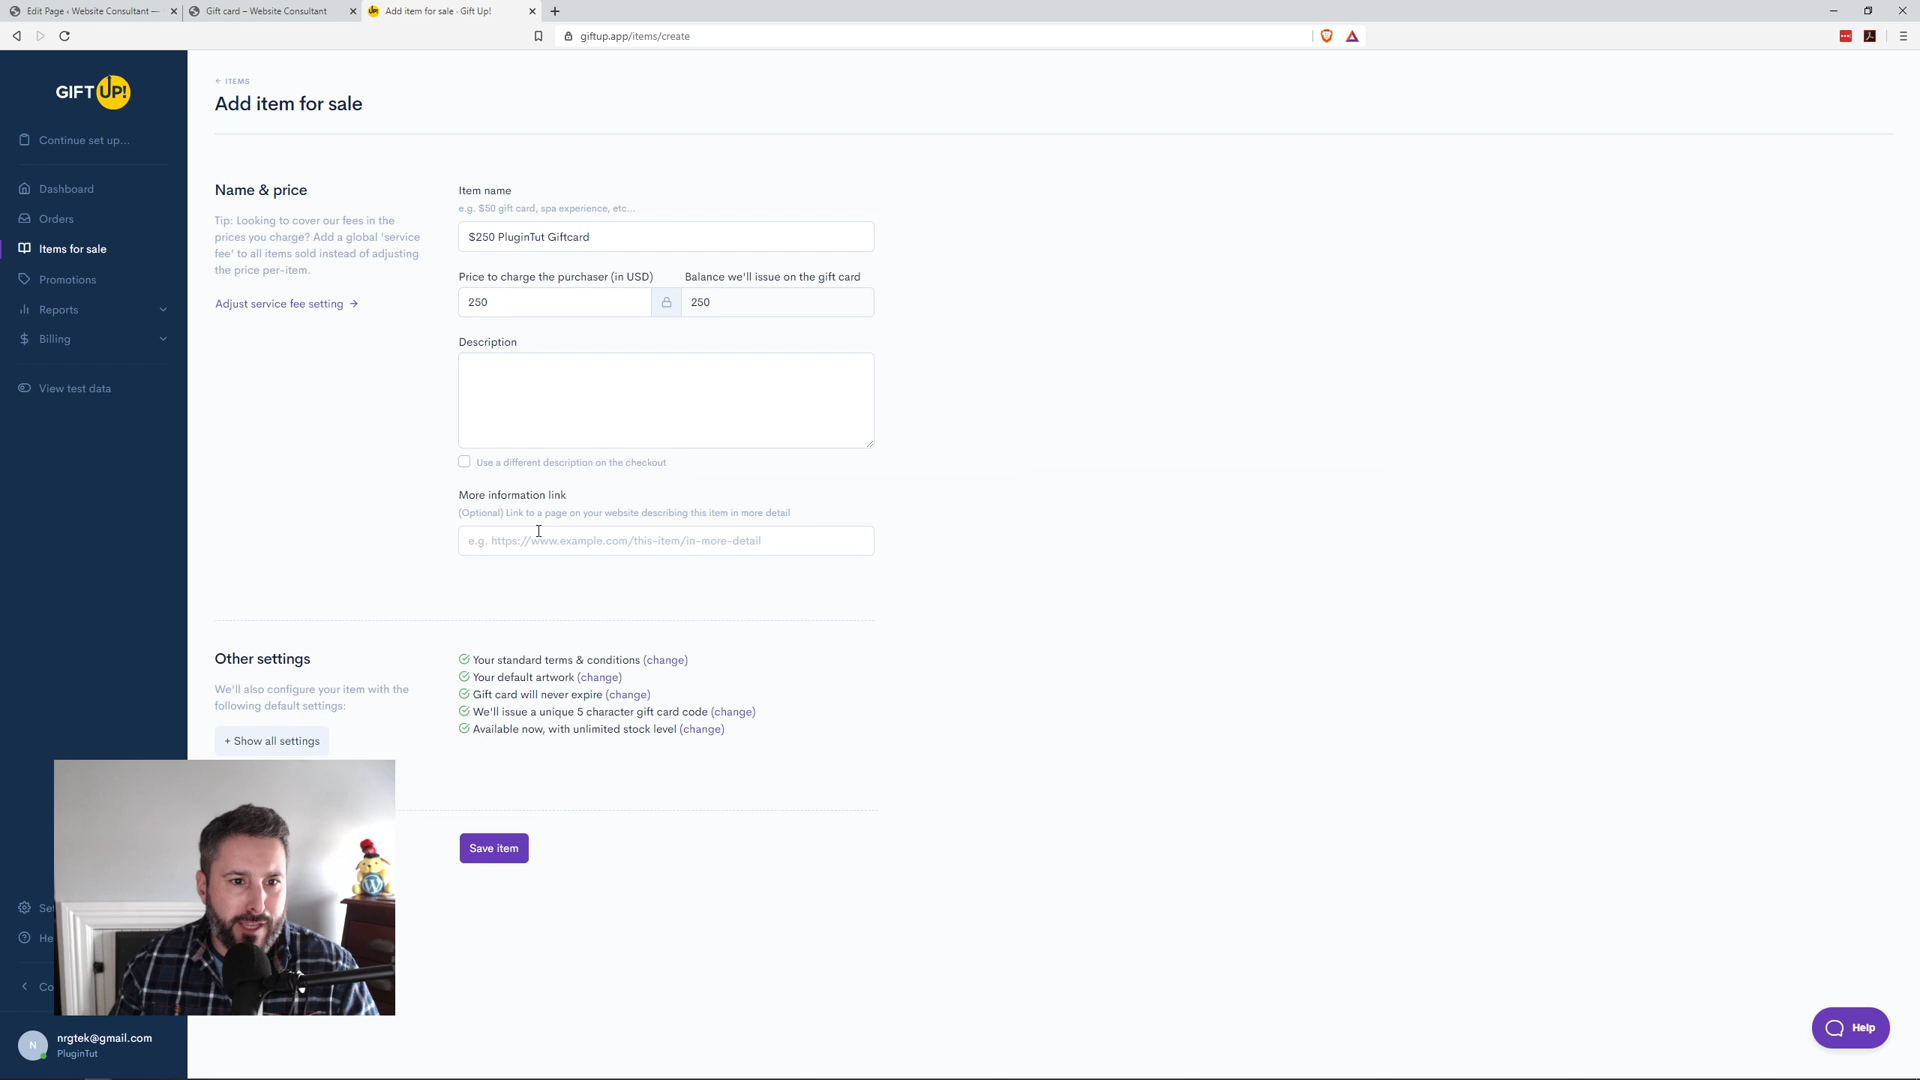 Edit Page ‹ Website Consultant —
Gift card – Website Consultant
Add item for sale · Gift Up!
giftup.app/items/create
GIFT UP!
Continue set up...
Dashboard
Orders
Items for sale
Promotions
Reports
Billing
View test data
← ITEMS
Add item for sale
Name & price
Tip: Looking to cover our fees in the
prices you charge? Add a global 'service
fee' to all items sold instead of adjusting
the price per-item.
Adjust service fee setting →
Item name
e.g. $50 gift card, spa experience, etc...
$250 PluginTut Giftcard
Price to charge the purchaser (in USD)
Balance we'll issue on the gift card
250
250
Description
Use a different description on the checkout
More information link
(Optional) Link to a page on your website describing this item in more detail
e.g. https://www.example.com/this-item/in-more-detail
Other settings
We'll also configure your item with the
following default settings:
+ Show all settings
Your standard terms & conditions (change)
Your default artwork (change)
Gift card will never expire (change)
We'll issue a unique 5 character gift card code (change)
Available now, with unlimited stock level (change)
Save item
Set
He
Co
N
nrgtek@gmail.com
PluginTut
Help